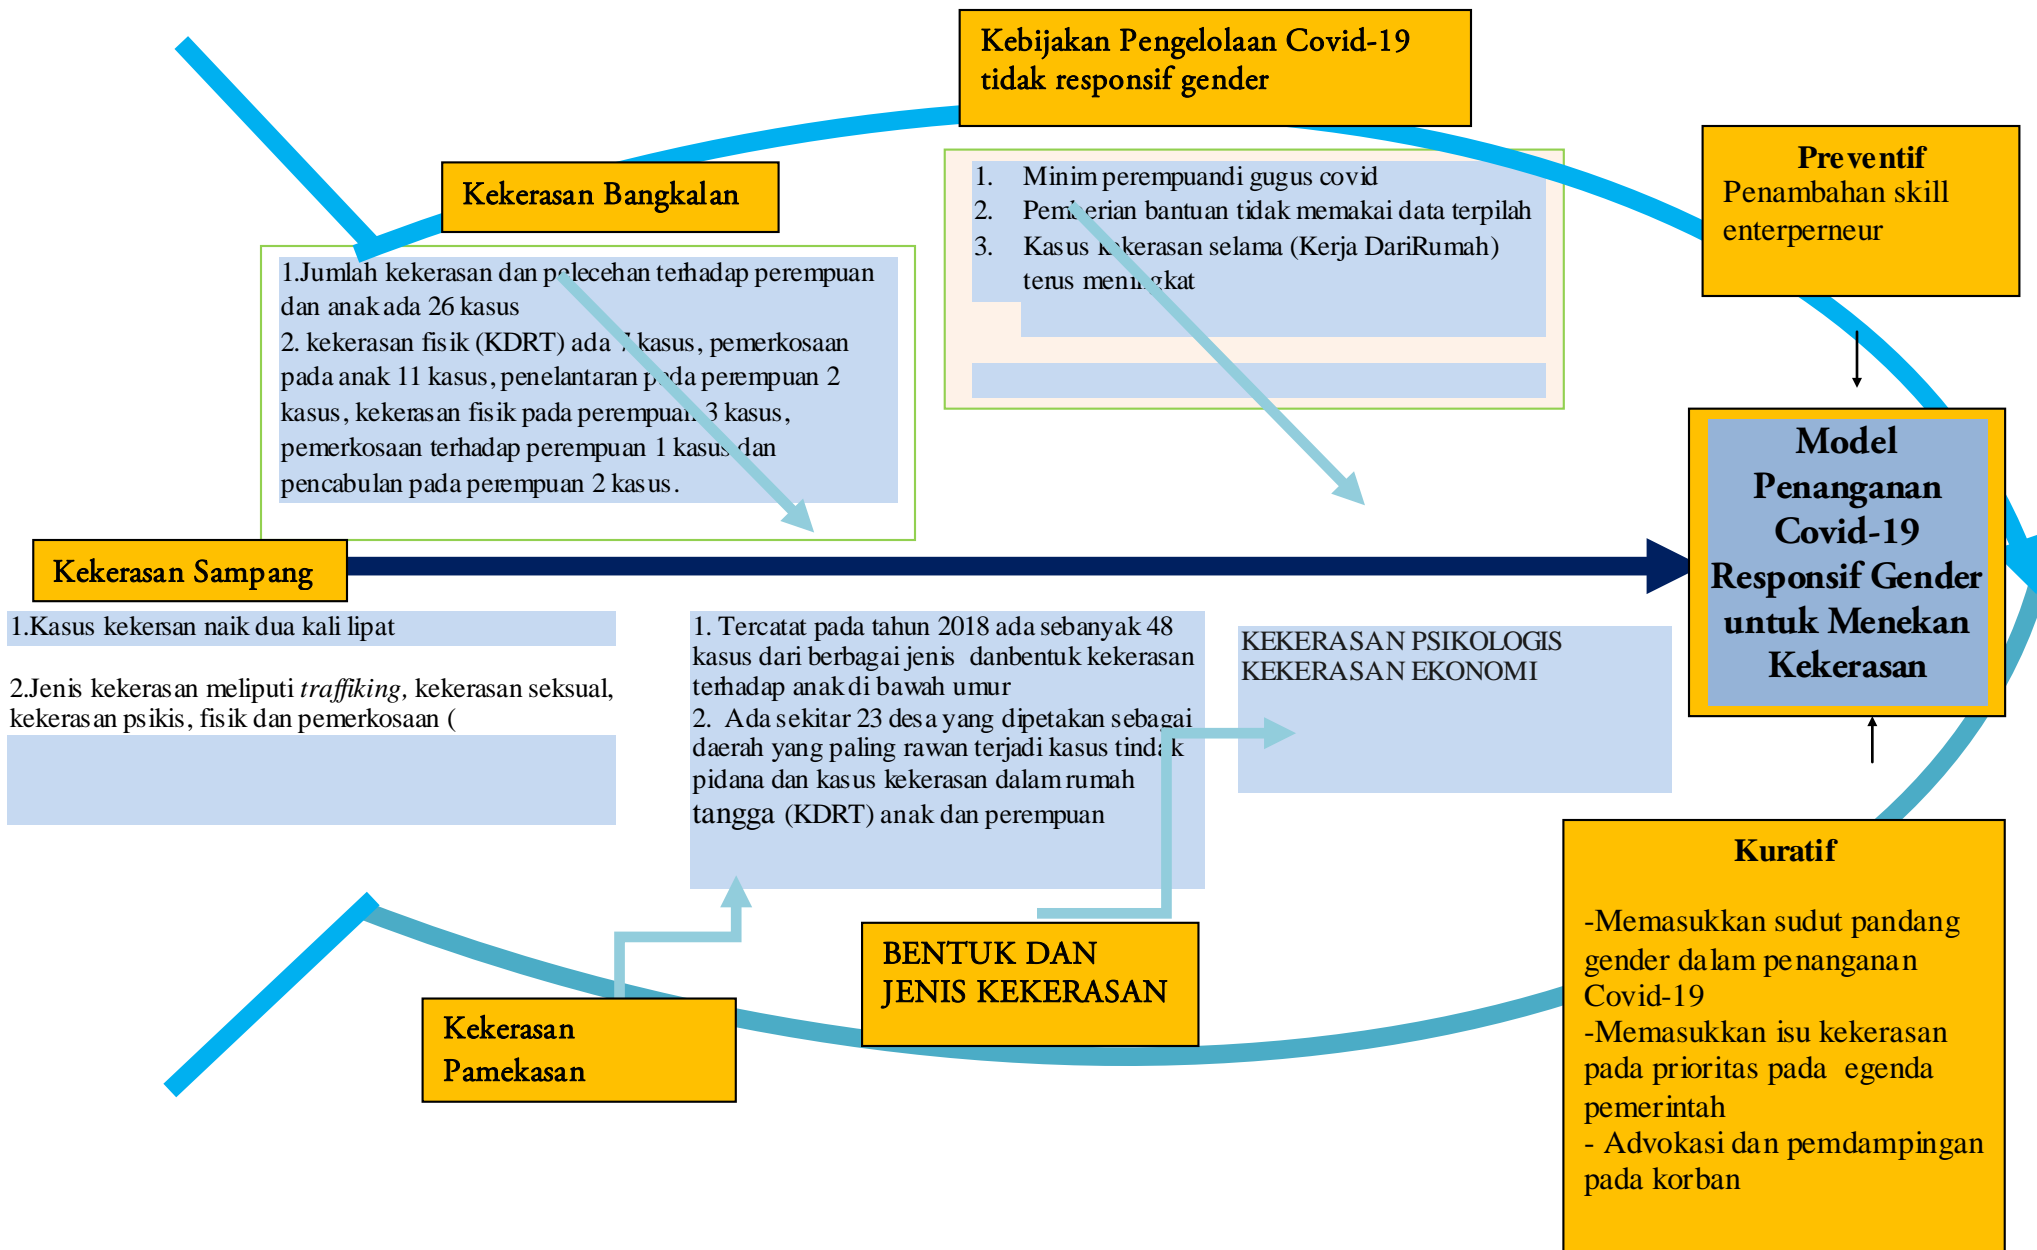 Kebijakan Pengelolaan Covid-19
tidak responsif gender
Preventif
Penambahan skill
enterperneur
Kekerasan Bangkalan
1. Minim perempuandi gugus covid
2. Pemberian bantuan tidak memakai data terpilah
3. Kasus kekerasan selama (Kerja DariRumah)
terus meningkat
1.Jumlah kekerasan dan pelecehan terhadap perempuan
dan anak ada 26 kasus
2. kekerasan fisik (KDRT) ada 7 kasus, pemerkosaan
pada anak 11 kasus, penelantaran pada perempuan 2
kasus, kekerasan fisik pada perempuan 3 kasus,
pemerkosaan terhadap perempuan 1 kasus dan
pencabulan pada perempuan 2 kasus.
Model
Penanganan
Covid-19
Responsif Gender
untuk Menekan
Kekerasan
Kekerasan Sampang
1.Kasus kekersan naik dua kali lipat
2.Jenis kekerasan meliputi traffiking, kekerasan seksual,
kekerasan psikis, fisik dan pemerkosaan (
1. Tercatat pada tahun 2018 ada sebanyak 48
kasus dari berbagai jenis danbentuk kekerasan
terhadap anak di bawah umur
2. Ada sekitar 23 desa yang dipetakan sebagai
daerah yang paling rawan terjadi kasus tindak
pidana dan kasus kekerasan dalam rumah
tangga (KDRT) anak dan perempuan
KEKERASAN PSIKOLOGIS
KEKERASAN EKONOMI
Kuratif
-Memasukkan sudut pandang
gender dalam penanganan
Covid-19
-Memasukkan isu kekerasan
pada prioritas pada egenda
pemerintah
- Advokasi dan pemdampingan
pada korban
BENTUK DAN
JENIS KEKERASAN
Kekerasan
Pamekasan